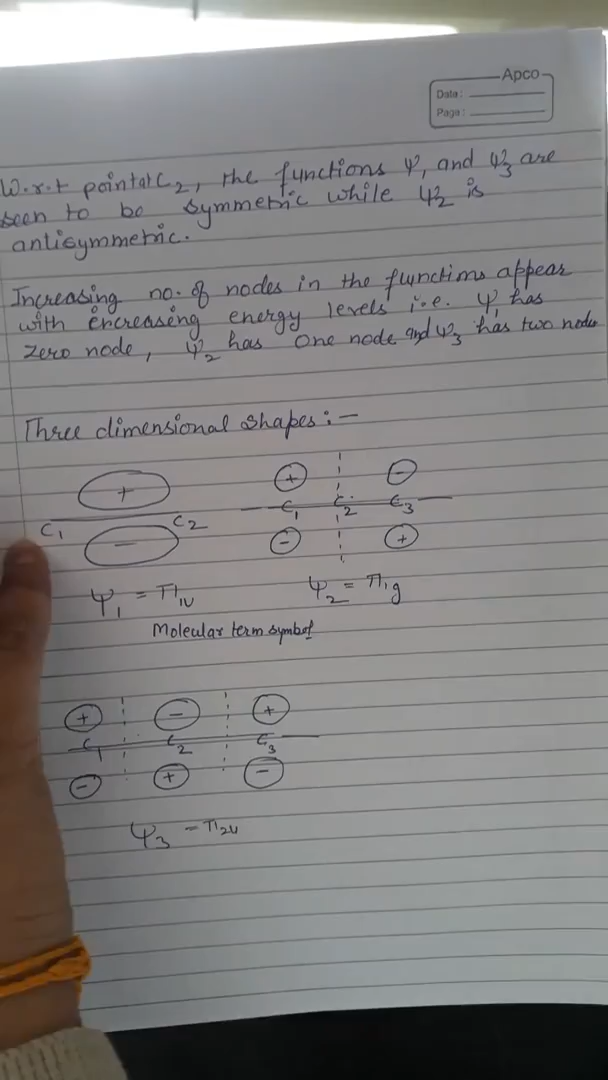 Apco
Date:
Page:
W.r.t point at C2, the functions Ψ1 and Ψ3 are
seen to be symmetric while Ψ2 is
antisymmetric.
Increasing no. of nodes in the functions appear
with encreasing energy levels i.e. Ψ1 has
zero node, Ψ2 has one node and Ψ3 has two nodes
Three dimensional shapes:—
+ + −
C1 C2 C1 C2 C3
− − +
Ψ1 = π1u Ψ2 = π1g
Molecular term symbol
+ − +
C1 C2 C3
− + −
Ψ3 = π2u